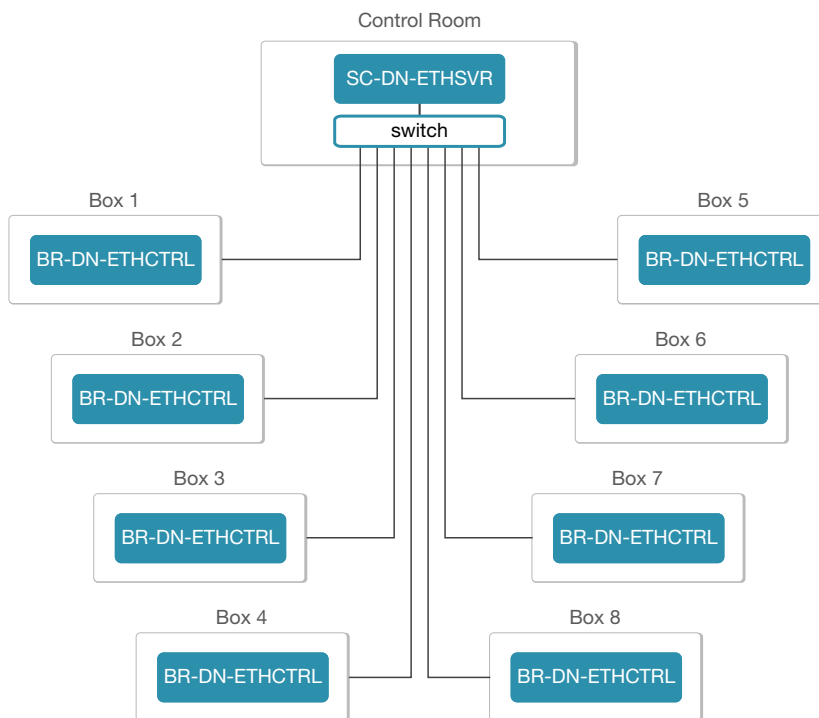 Control Room
SC-DN-ETHSVR
switch
Box 1
BR-DN-ETHCTRL
Box 5
BR-DN-ETHCTRL
Box 2
BR-DN-ETHCTRL
Box 6
BR-DN-ETHCTRL
Box 3
BR-DN-ETHCTRL
Box 7
BR-DN-ETHCTRL
Box 4
BR-DN-ETHCTRL
Box 8
BR-DN-ETHCTRL